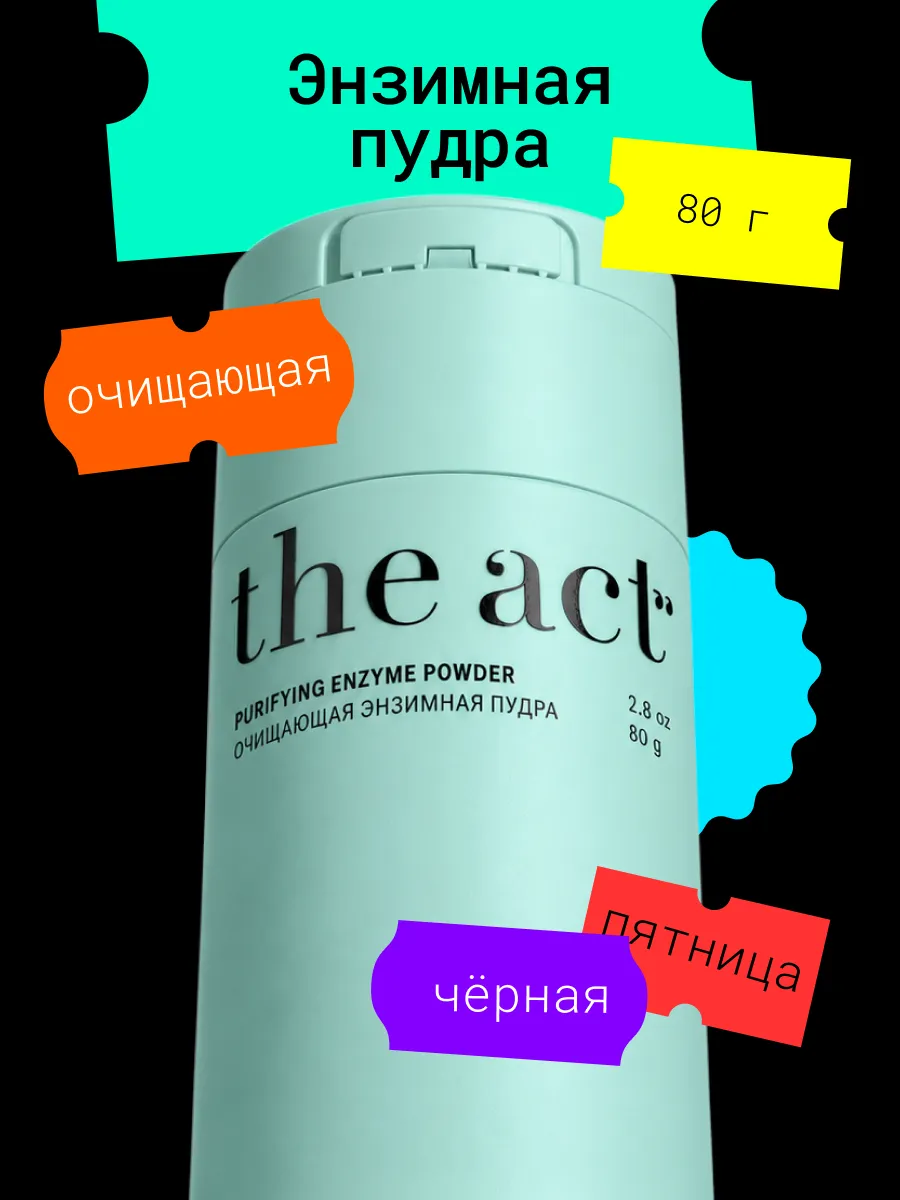 Энзимная
пудра
80 г
очищающая
the act”
PURIFYING ENZYME POWDER
ОЧИЩАЮЩАЯ ЭНЗИМНАЯ ПУДРА
2.8 oz
80 g
пятница
чёрная